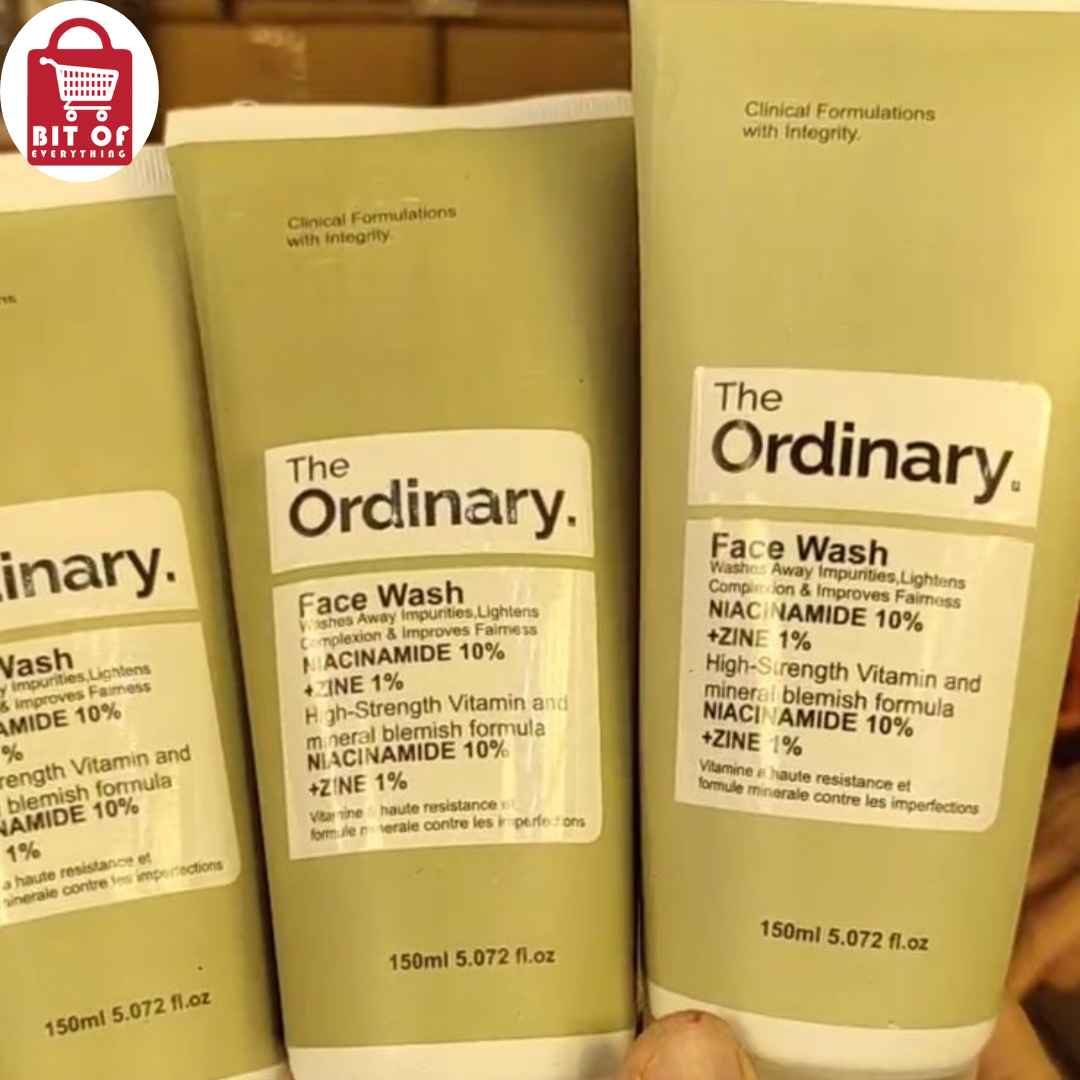 BIT OF
EVERYTHING
inary.
Wash
Impurities,Lightens
& Improves Fairness
AMIDE 10%
%
rength Vitamin and
blemish formula
NAMIDE 10%
1%
a haute resistance et
minerale contre les imperfections
150ml 5.072 fl.oz
Clinical Formulations
with Integrity.
The
Ordinary.
Face Wash
Washes Away Impurities,Lightens
Complexion & Improves Fairness
NIACINAMIDE 10%
+ZINE 1%
High-Strength Vitamin and
mineral blemish formula
NIACINAMIDE 10%
+ZINE 1%
Vitamine a haute resistance et
formule minerale contre les imperfections
150ml 5.072 fl.oz
Clinical Formulations
with Integrity.
The
Ordinary.
Face Wash
Washes Away Impurities,Lightens
Complexion & Improves Fairness
NIACINAMIDE 10%
+ZINE 1%
High-Strength Vitamin and
mineral blemish formula
NIACINAMIDE 10%
+ZINE 1%
Vitamine a haute resistance et
formule minerale contre les imperfections
150ml 5.072 fl.oz